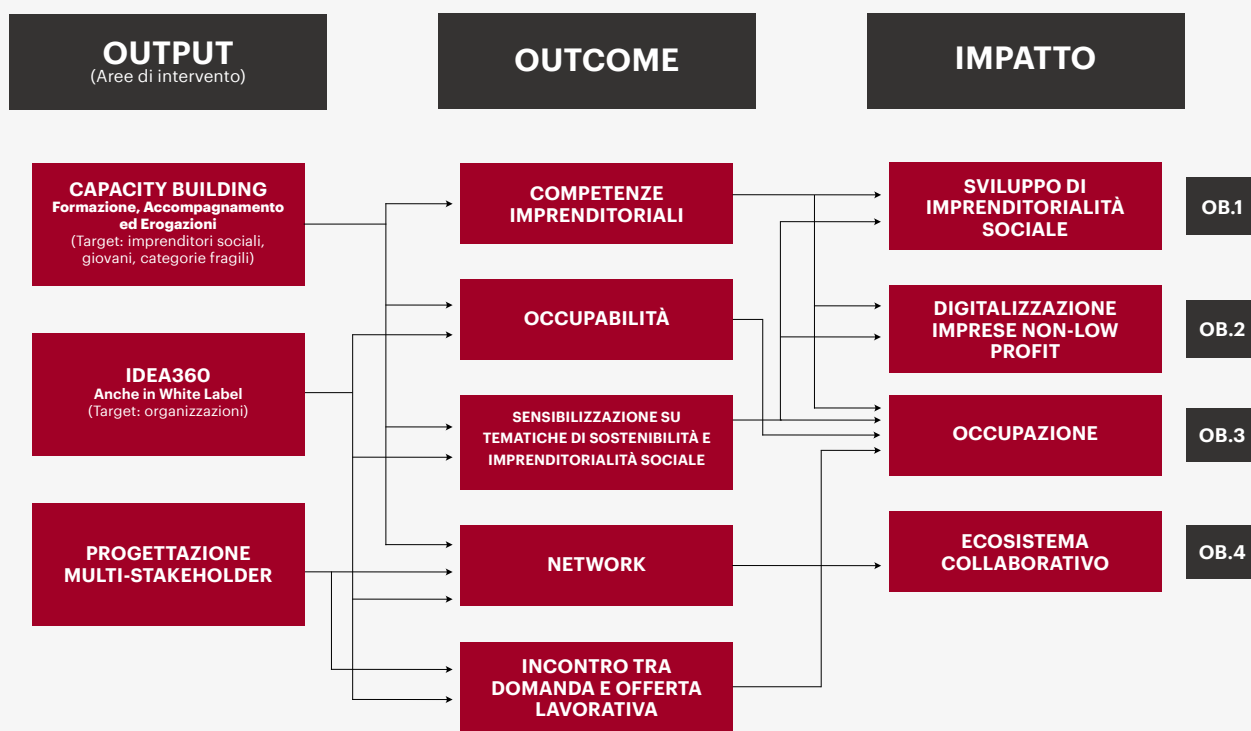 OUTPUT
(Aree di intervento)
OUTCOME
IMPATTO
CAPACITY BUILDING
Formazione, Accompagnamento
ed Erogazioni
(Target: imprenditori sociali,
giovani, categorie fragili)
IDEA360
Anche in White Label
(Target: organizzazioni)
PROGETTAZIONE
MULTI-STAKEHOLDER
COMPETENZE
IMPRENDITORIALI
OCCUPABILITÀ
SENSIBILIZZAZIONE SU
TEMATICHE DI SOSTENIBILITÀ E
IMPRENDITORIALITÀ SOCIALE
NETWORK
INCONTRO TRA
DOMANDA E OFFERTA
LAVORATIVA
SVILUPPO DI
IMPRENDITORIALITÀ
SOCIALE
OB.1
DIGITALIZZAZIONE
IMPRESE NON-LOW
PROFIT
OB.2
OCCUPAZIONE
OB.3
ECOSISTEMA
COLLABORATIVO
OB.4